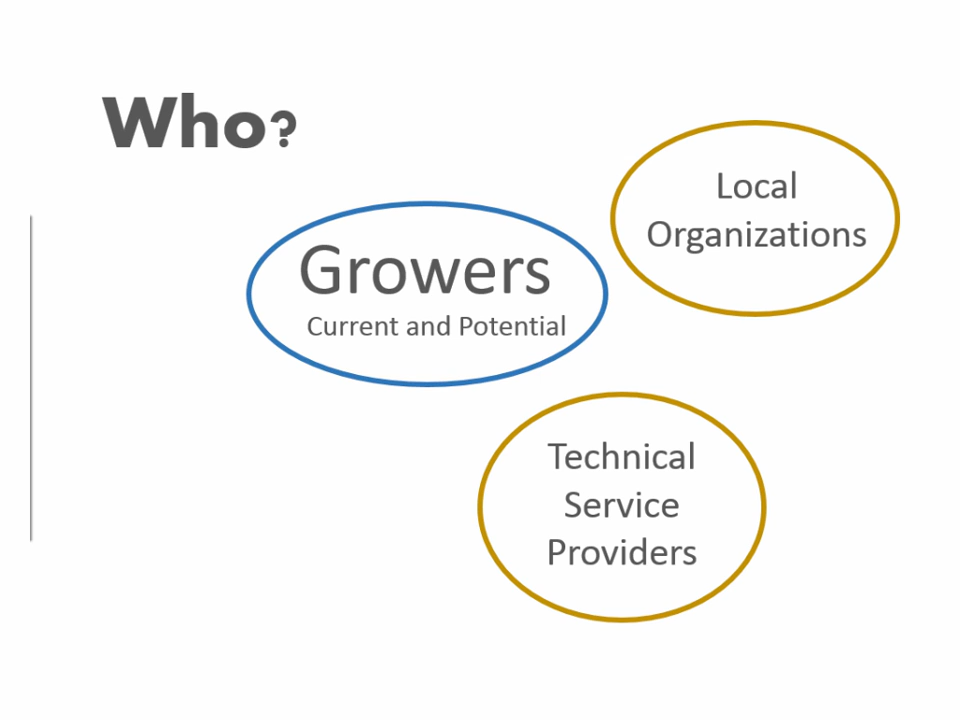 Who?
Local
Organizations
Growers
Current and Potential
Technical
Service
Providers